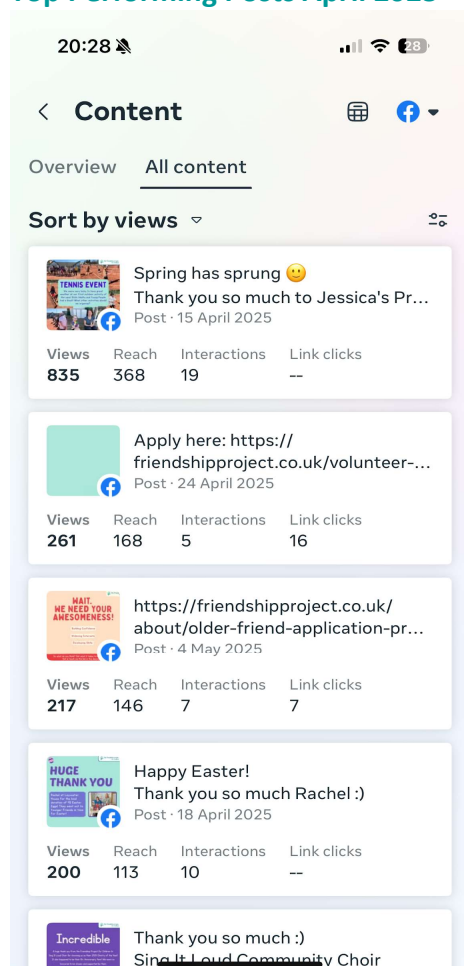 Top Performing Posts April 2025
20:28
28
Content
Overview All content
Sort by views
TENNIS EVENT
Spring has sprung 🙂
Thank you so much to Jessica's Pr...
Post · 15 April 2025
Views Reach Interactions Link clicks
835 368 19 --
Apply here: https://
friendshipproject.co.uk/volunteer-...
Post · 24 April 2025
Views Reach Interactions Link clicks
261 168 5 16
WAIT,
WE NEED YOUR
AWESOMENESS!
https://friendshipproject.co.uk/
about/older-friend-application-pr...
Post · 4 May 2025
Views Reach Interactions Link clicks
217 146 7 7
HUGE
THANK YOU
Happy Easter!
Thank you so much Rachel :)
Post · 18 April 2025
Views Reach Interactions Link clicks
200 113 10 --
Incredible
Thank you so much :)
Sing It Loud Community Choir